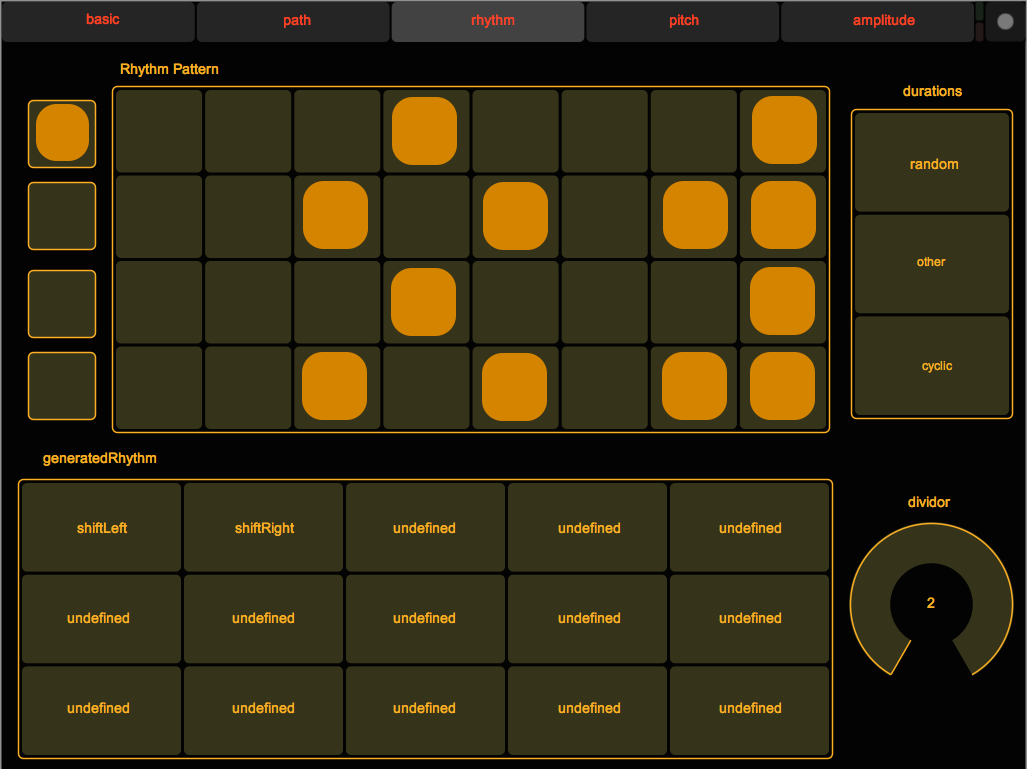 basic path rhythm pitch amplitude
Rhythm Pattern
durations
random
other
cyclic
generatedRhythm
shiftLeft shiftRight undefined undefined undefined
undefined undefined undefined undefined undefined
undefined undefined undefined undefined undefined
dividor
2